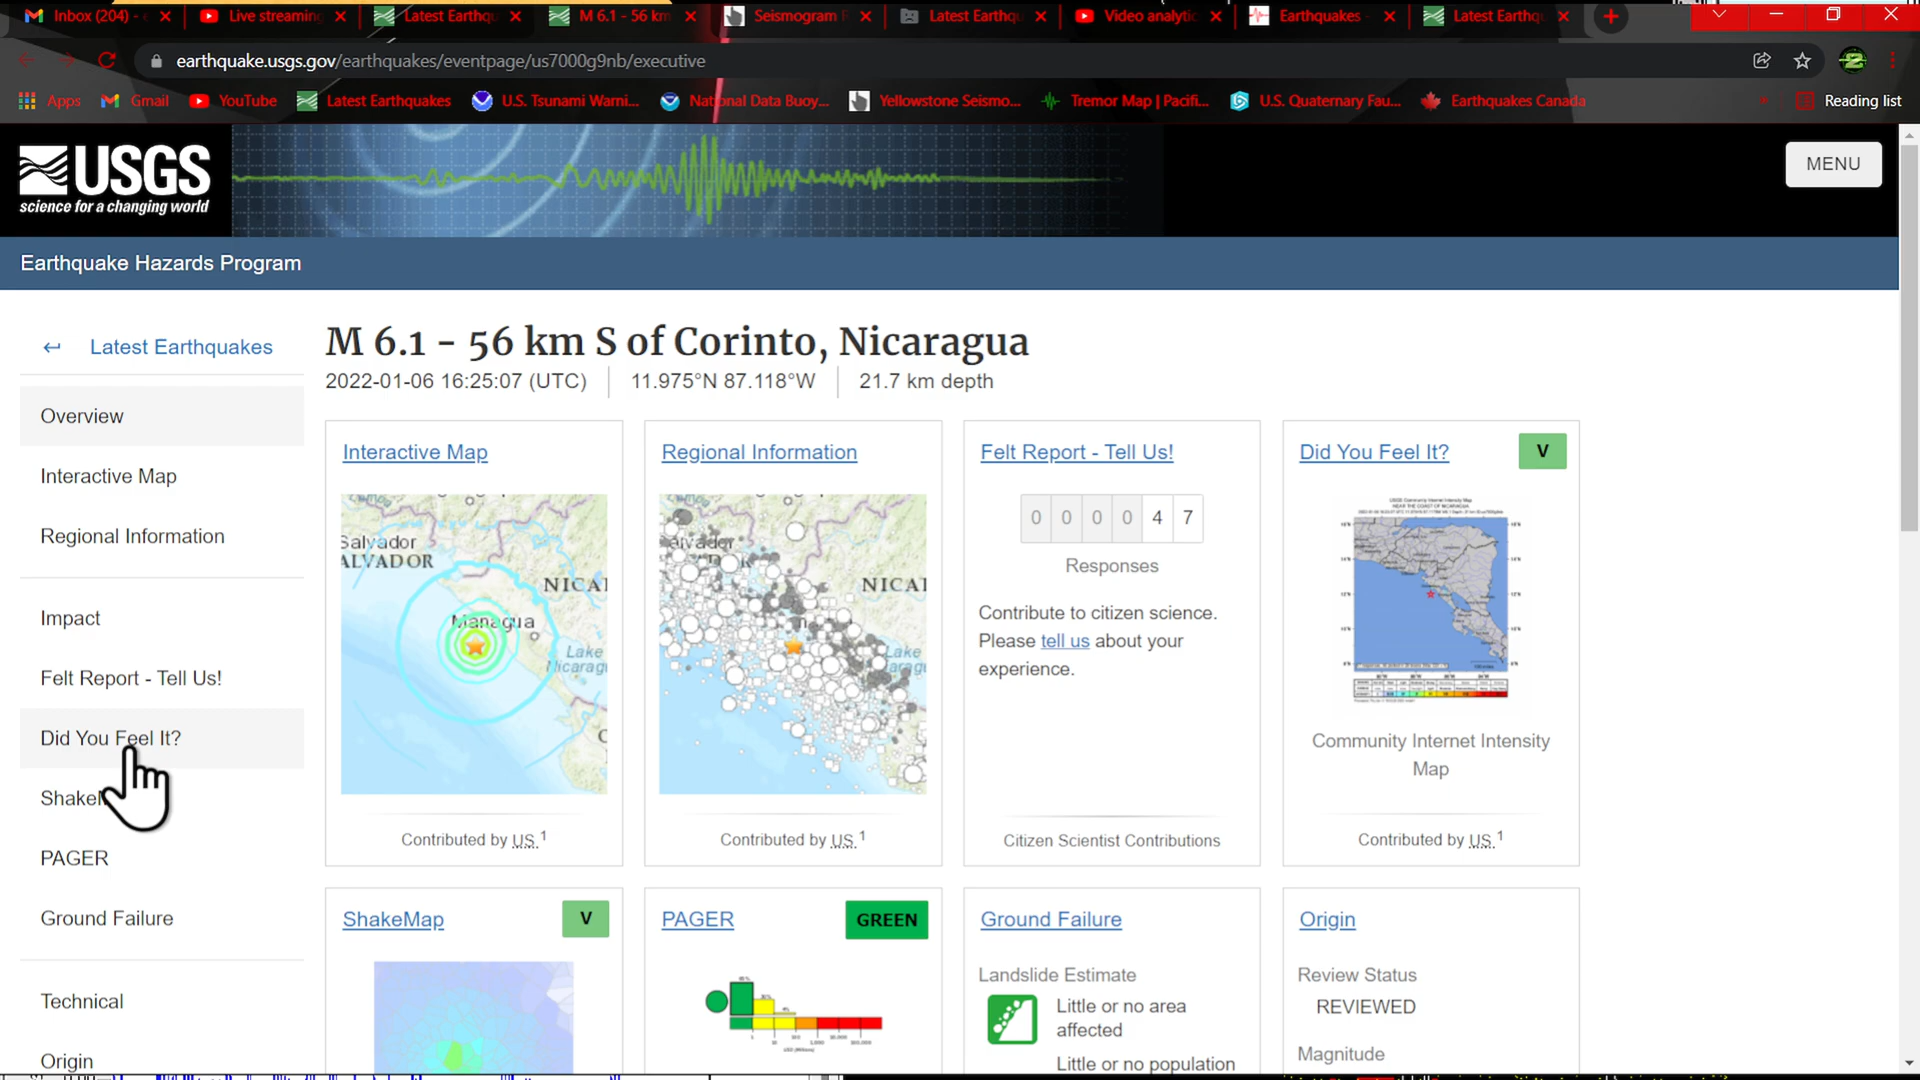 Inbox (204) -
Live streaming
Latest Earthqu
M 6.1 - 56 km
Seismogram
Latest Earthqu
Video analytic
Earthquakes
Latest Earthqu
earthquake.usgs.gov/earthquakes/eventpage/us7000g9nb/executive
Apps
Gmail
YouTube
Latest Earthquakes
U.S. Tsunami Warni...
National Data Buoy...
Yellowstone Seismo...
Tremor Map | Pacifi...
U.S. Quaternary Fau...
Earthquakes Canada
Reading list
USGS
science for a changing world
MENU
Earthquake Hazards Program
Latest Earthquakes
Overview
Interactive Map
Regional Information
Impact
Felt Report - Tell Us!
Did You Feel It?
PAGER
Ground Failure
Technical
Origin
M 6.1 - 56 km S of Corinto, Nicaragua
2022-01-06 16:25:07 (UTC) 11.975°N 87.118°W 21.7 km depth
Interactive Map
Salvador
ALVADOR
NICA
Managua
Lake
Nicarag
Contributed by US.1
Regional Information
NICA
Lake
Contributed by US.1
Felt Report - Tell Us!
0 0 0 0 4 7
Responses
Contribute to citizen science.
Please tell us about your
experience.
Citizen Scientist Contributions
Did You Feel It?
V
Community Internet Intensity
Map
Contributed by US.1
ShakeMap
V
PAGER
GREEN
Ground Failure
Landslide Estimate
Little or no area
affected
Little or no population
Origin
Review Status
REVIEWED
Magnitude